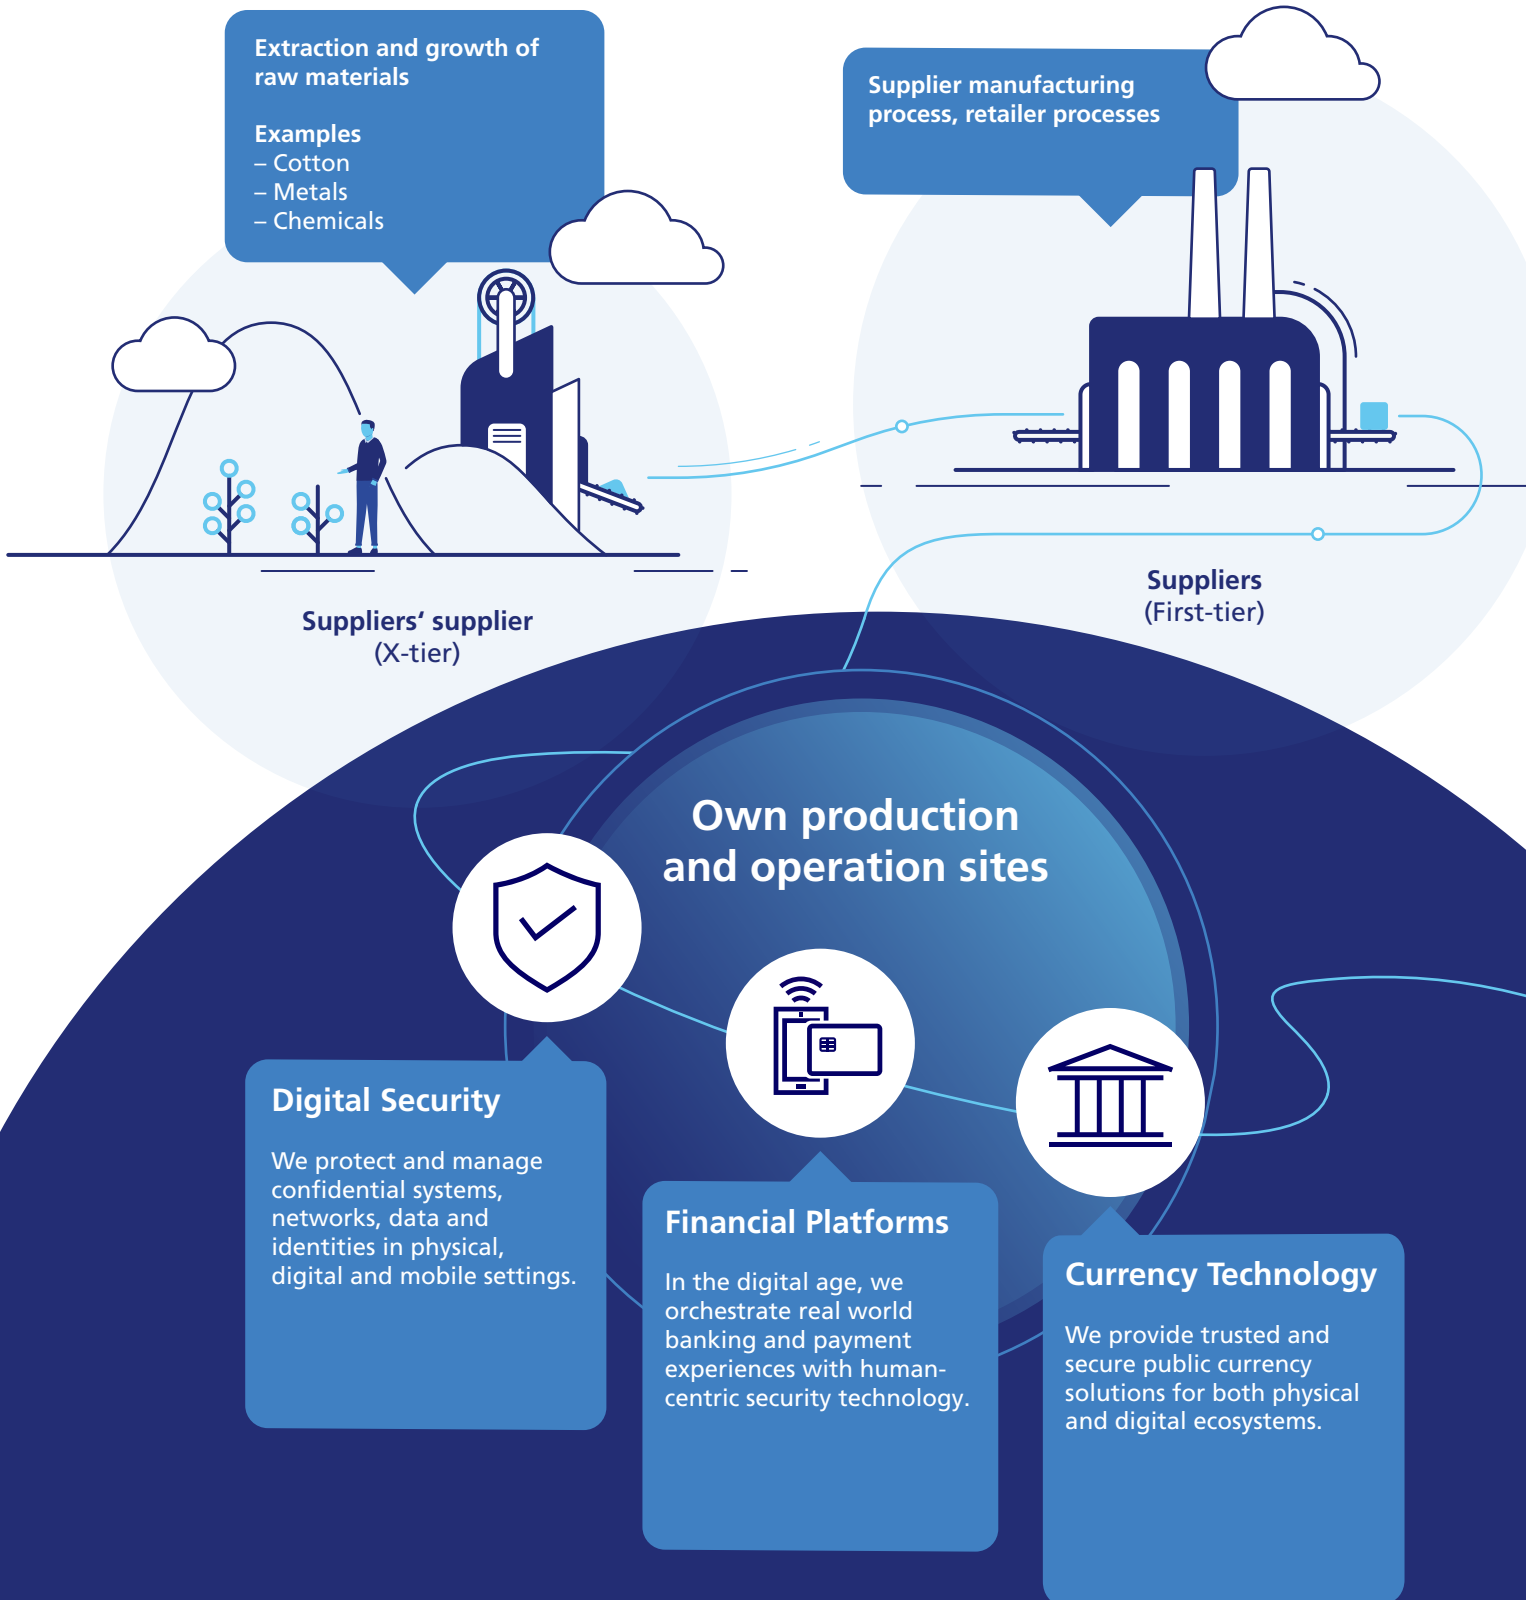 Extraction and growth of
raw materials
Examples
– Cotton
– Metals
– Chemicals
Supplier manufacturing
process, retailer processes
Suppliers‘ supplier
(X-tier)
Suppliers
(First-tier)
Own production
and operation sites
Digital Security
We protect and manage
confidential systems,
networks, data and
identities in physical,
digital and mobile settings.
Financial Platforms
In the digital age, we
orchestrate real world
banking and payment
experiences with human-
centric security technology.
Currency Technology
We provide trusted and
secure public currency
solutions for both physical
and digital ecosystems.